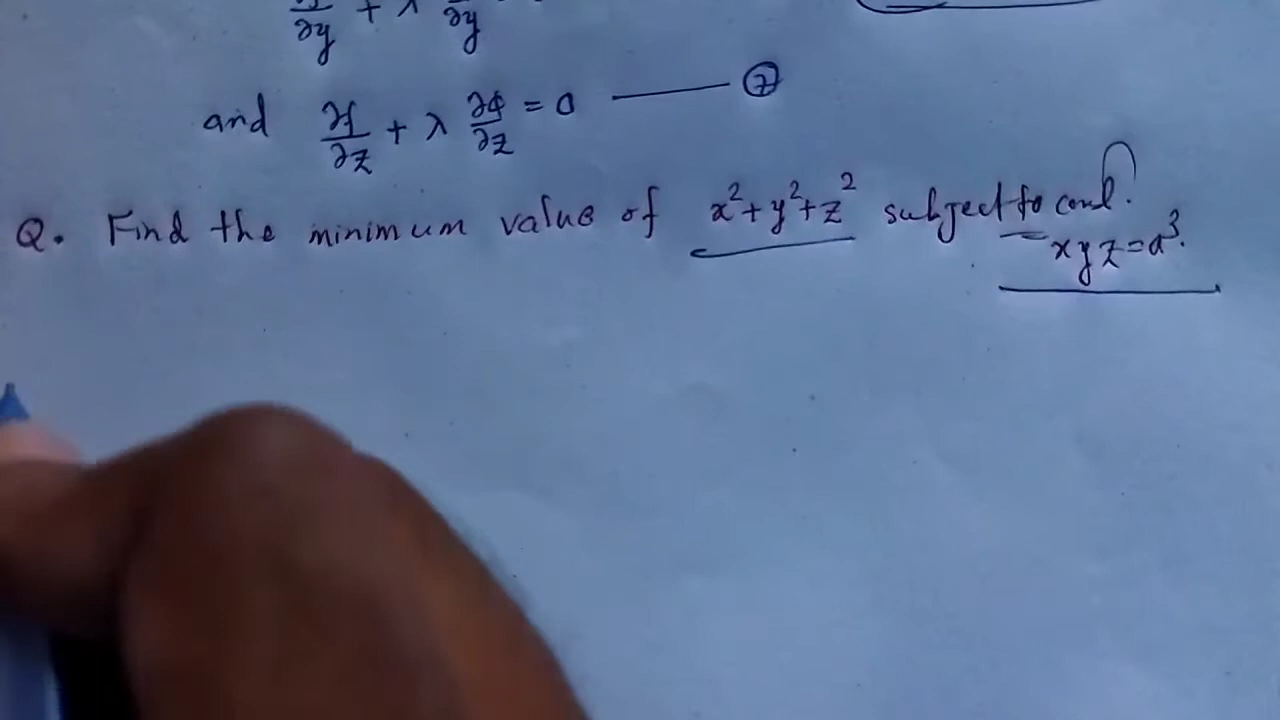 ∂y + λ ∂y
and ∂f/∂z + λ ∂φ/∂z = 0 —— ⑦
Q. Find the minimum value of x²+y²+z² subject to cond.
xyz=a³.